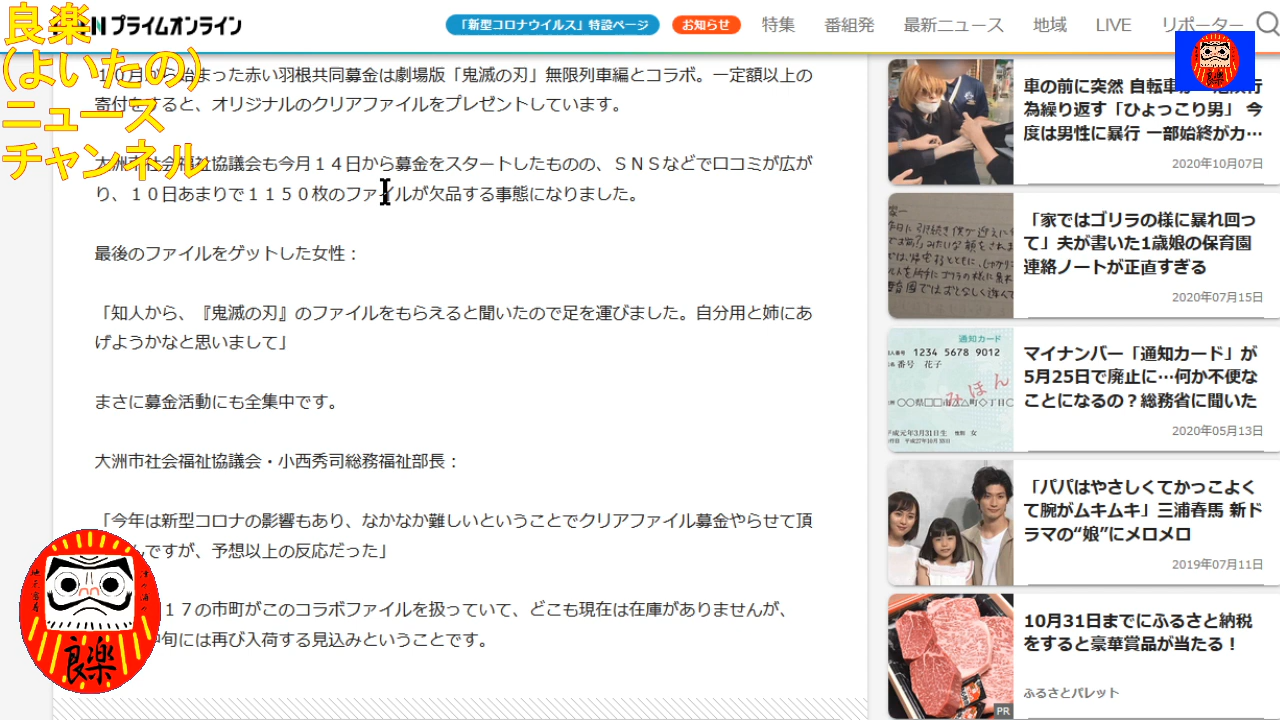 良楽
(よいたの)
ニュース
チャンネル
プライムオンライン
「新型コロナウイルス」特設ページ
お知らせ
特集
番組発
最新ニュース
地域
LIVE
リポーター
まった赤い羽根共同募金は劇場版「鬼滅の刃」無限列車編とコラボ。一定額以上の
寄付をすると、オリジナルのクリアファイルをプレゼントしています。
大洲市社会福祉協議会も今月１４日から募金をスタートしたものの、ＳＮＳなどで口コミが広が
り、１０日あまりで１１５０枚のファイルが欠品する事態になりました。
最後のファイルをゲットした女性：
「知人から、『鬼滅の刃』のファイルをもらえると聞いたので足を運びました。自分用と姉にあ
げようかなと思いまして」
まさに募金活動にも全集中です。
大洲市社会福祉協議会・小西秀司総務福祉部長：
「今年は新型コロナの影響もあり、なかなか難しいということでクリアファイル募金やらせて頂
んですが、予想以上の反応だった」
１７の市町がこのコラボファイルを扱っていて、どこも現在は在庫がありませんが、
旬には再び入荷する見込みということです。
良楽
車の前に突然 自転車
為繰り返す「ひょっこり男」 今
度は男性に暴行 一部始終がカ…
2020年10月07日
「家ではゴリラの様に暴れ回っ
て」夫が書いた1歳娘の保育園
連絡ノートが正直すぎる
2020年07月15日
通知カード
1234 5678 9012
番号 花子
みほん
平成元年3月31日生 性別 女
マイナンバー「通知カード」が
5月25日で廃止に…何か不便な
ことになるの？総務省に聞いた
2020年05月13日
「パパはやさしくてかっこよく
て腕がムキムキ」三浦春馬 新ド
ラマの“娘”にメロメロ
2019年07月11日
PR
10月31日までにふるさと納税
をすると豪華賞品が当たる！
ふるさとパレット
良楽